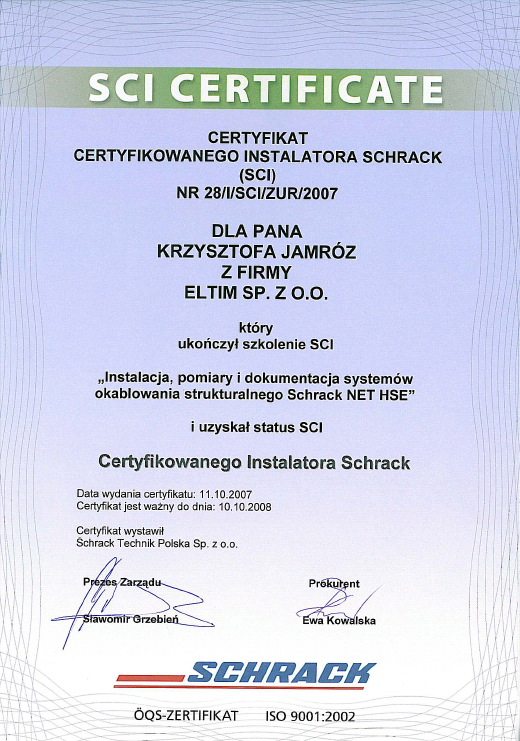 SCI CERTIFICATE
CERTYFIKAT
CERTYFIKOWANEGO INSTALATORA SCHRACK
(SCI)
NR 28/I/SCI/ZUR/2007
DLA PANA
KRZYSZTOFA JAMRÓZ
Z FIRMY
ELTIM SP. Z O.O.
który
ukończył szkolenie SCI
„Instalacja, pomiary i dokumentacja systemów
okablowania strukturalnego Schrack NET HSE”
i uzyskał status SCI
Certyfikowanego Instalatora Schrack
Data wydania certyfikatu: 11.10.2007
Certyfikat jest ważny do dnia: 10.10.2008
Certyfikat wystawił
Schrack Technik Polska Sp. z o.o.
Prezes Zarządu Prokurent
Sławomir Grzebień Ewa Kowalska
SCHRACK
ÖQS-ZERTIFIKAT ISO 9001:2002